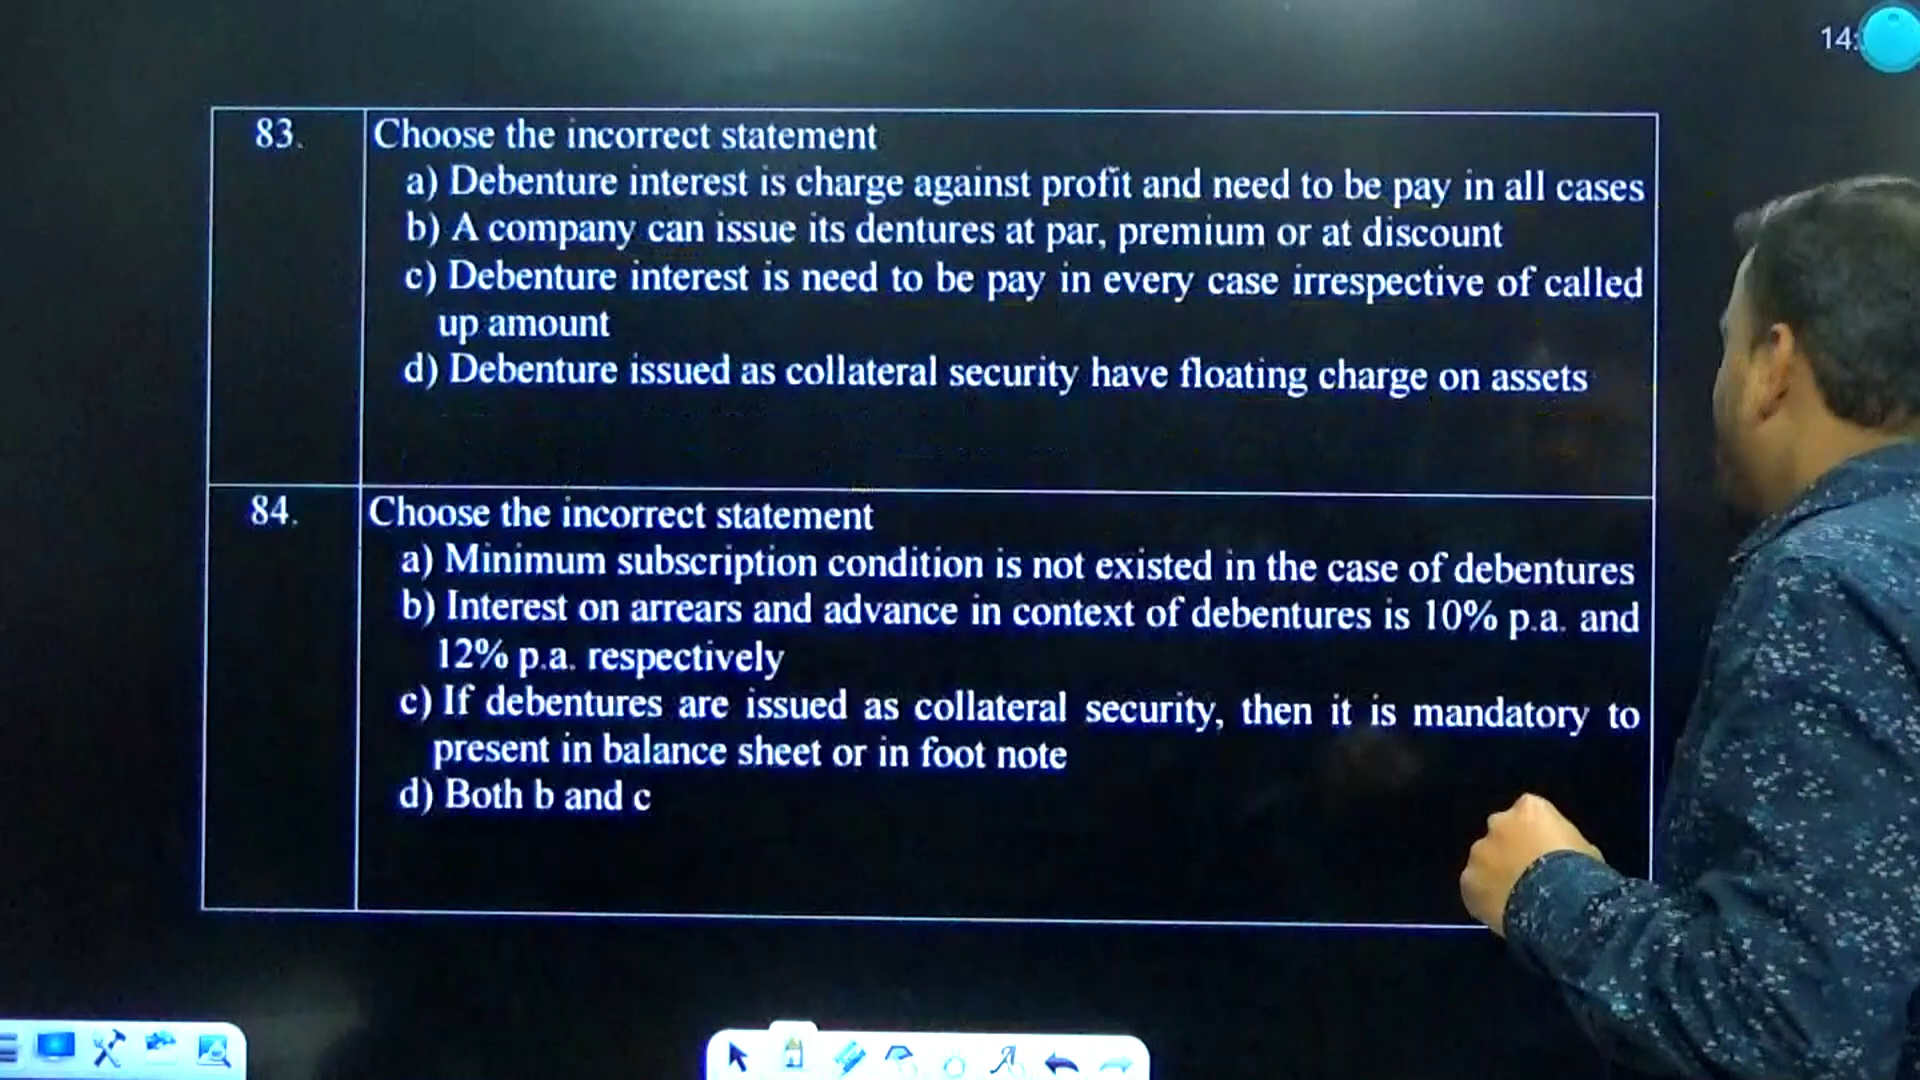 14:
83.
Choose the incorrect statement
a) Debenture interest is charge against profit and need to be pay in all cases
b) A company can issue its dentures at par, premium or at discount
c) Debenture interest is need to be pay in every case irrespective of called
up amount
d) Debenture issued as collateral security have floating charge on assets
84.
Choose the incorrect statement
a) Minimum subscription condition is not existed in the case of debentures
b) Interest on arrears and advance in context of debentures is 10% p.a. and
12% p.a. respectively
c) If debentures are issued as collateral security, then it is mandatory to
present in balance sheet or in foot note
d) Both b and c